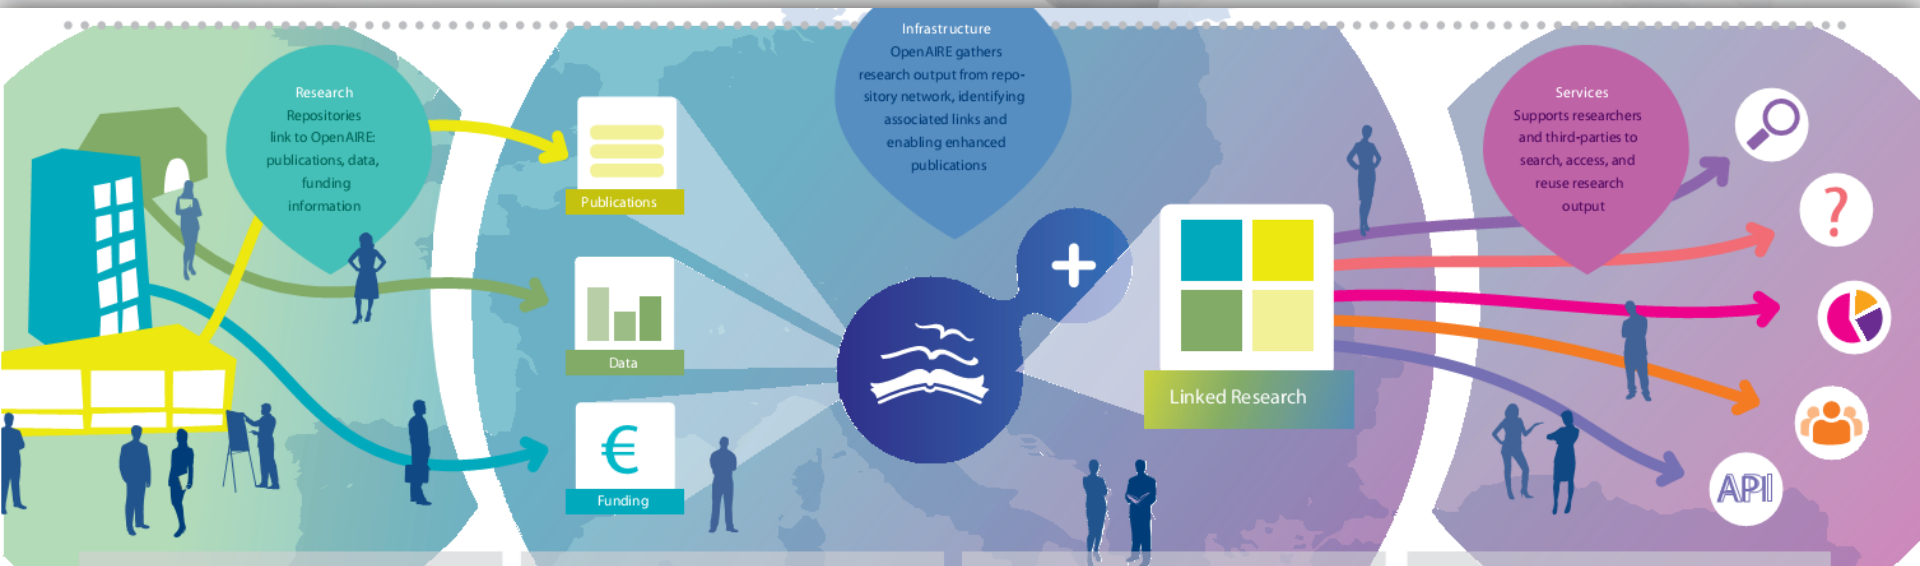 Research
Repositories
link to OpenAIRE:
publications, data,
funding
information
Publications
Data
€
Funding
Infrastructure
OpenAIRE gathers
research output from repo-
sitory network, identifying
associated links and
enabling enhanced
publications
+
Linked Research
Services
Supports researchers
and third-parties to
search, access, and
reuse research
output
?
API